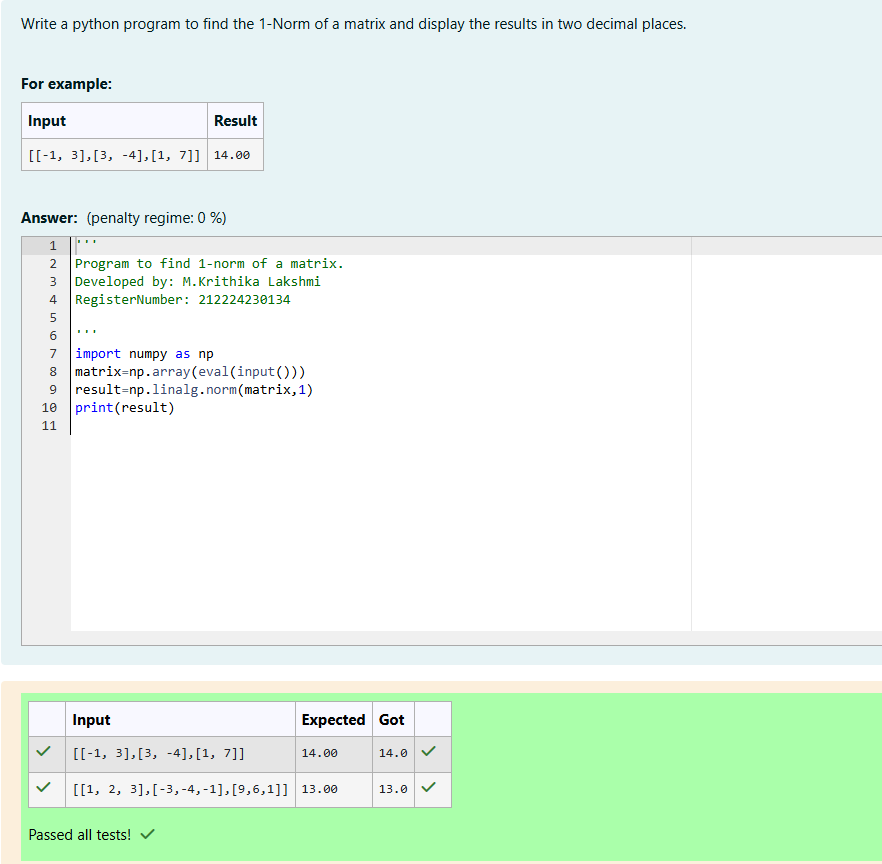 Write a python program to find the 1-Norm of a matrix and display the results in two decimal places.
For example:
Input Result
[[-1, 3],[3, -4],[1, 7]] 14.00
Answer: (penalty regime: 0 %)
1 '''
2 Program to find 1-norm of a matrix.
3 Developed by: M.Krithika Lakshmi
4 RegisterNumber: 212224230134
5
6 '''
7 import numpy as np
8 matrix=np.array(eval(input()))
9 result=np.linalg.norm(matrix,1)
10 print(result)
11
Input Expected Got
[[-1, 3],[3, -4],[1, 7]] 14.00 14.0
[[1, 2, 3],[-3,-4,-1],[9,6,1]] 13.00 13.0
Passed all tests!